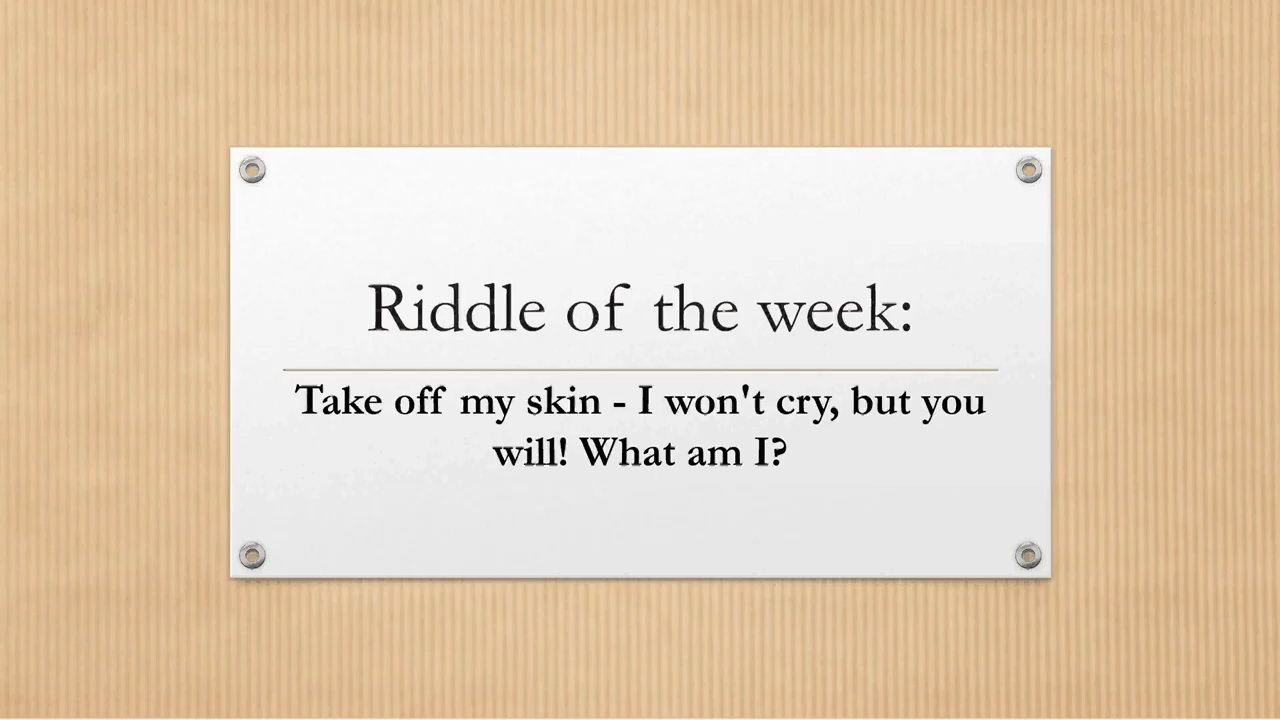 Riddle of the week:
Take off my skin - I won't cry, but you
will! What am I?